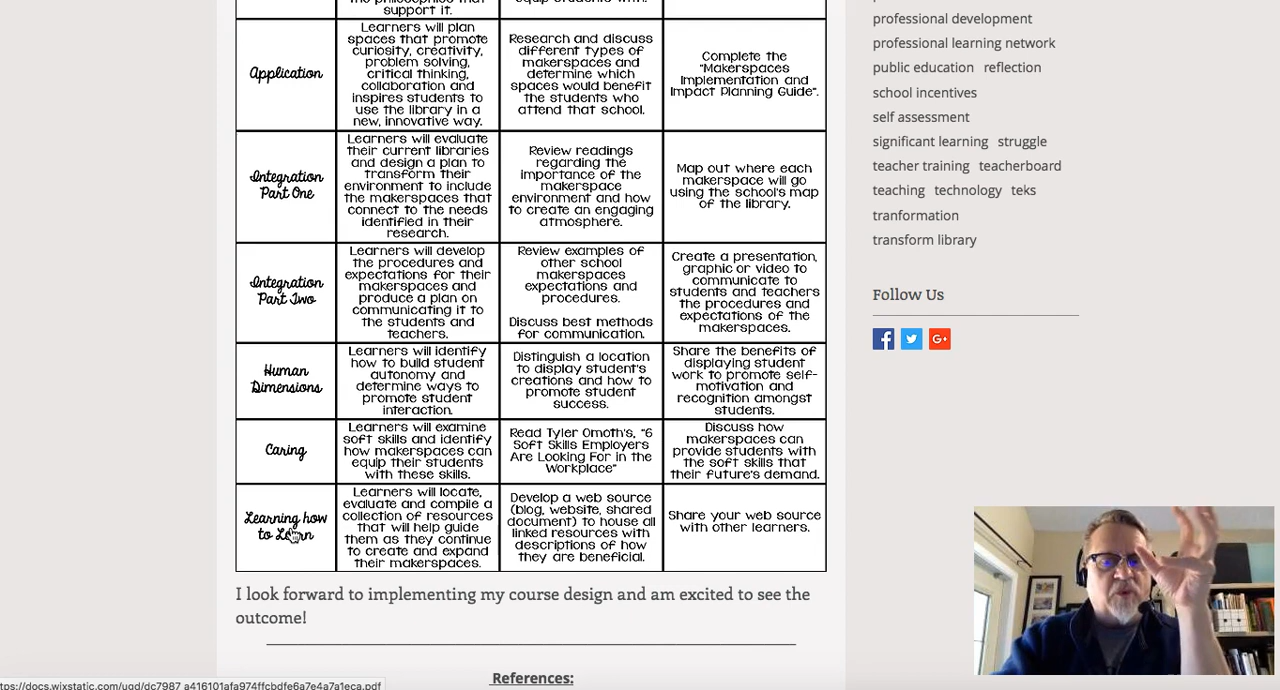 support it.
Application
Learners will plan
spaces that promote
curiosity, creativity,
problem solving,
critical thinking,
collaboration and
inspires students to
use the library in a
new, innovative way.
Research and discuss
different types of
makerspaces and
determine which
spaces would benefit
the students who
attend that school.
Complete the
"Makerspaces
Implementation and
Impact Planning Guide".
Integration
Part One
Learners will evaluate
their current libraries
and design a plan to
transform their
environment to include
the makerspaces that
connect to the needs
identified in their
research.
Review readings
regarding the
importance of the
makerspace
environment and how
to create an engaging
atmosphere.
Map out where each
makerspace will go
using the school's map
of the library.
Integration
Part Two
Learners will develop
the procedures and
expectations for their
makerspaces and
produce a plan on
communicating it to
the students and
teachers.
Review examples of
other school
makerspaces
expectations and
procedures.
Discuss best methods
for communication.
Create a presentation,
graphic or video to
communicate to
students and teachers
the procedures and
expectations of the
makerspaces.
Human
Dimensions
Learners will identify
how to build student
autonomy and
determine ways to
promote student
interaction.
Distinguish a location
to display student's
creations and how to
promote student
success.
Share the benefits of
displaying student
work to promote self-
motivation and
recognition amongst
students.
Caring
Learners will examine
soft skills and identify
how makerspaces can
equip their students
with these skills.
Read Tyler Omoth's, "6
Soft Skills Employers
Are Looking For in the
Workplace"
Discuss how
makerspaces can
provide students with
the soft skills that
their future's demand.
Learning how
to Learn
Learners will locate,
evaluate and compile a
collection of resources
that will help guide
them as they continue
to create and expand
their makerspaces.
Develop a web source
(blog, website, shared
document) to house all
linked resources with
descriptions of how
they are beneficial.
Share your web source
with other learners.
I look forward to implementing my course design and am excited to see the
outcome!
References:
professional development
professional learning network
public education reflection
school incentives
self assessment
significant learning struggle
teacher training teacherboard
teaching technology teks
tranformation
transform library
Follow Us
G+